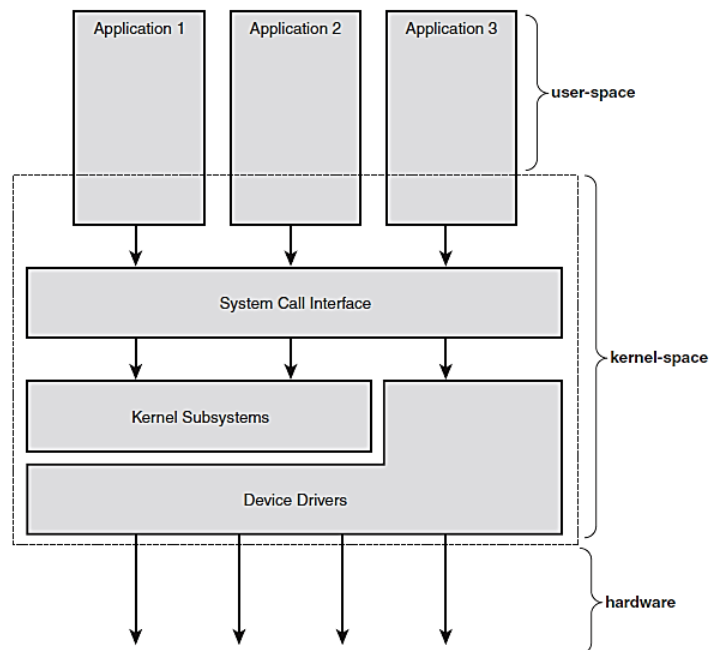 Application 1
Application 2
Application 3
user-space
System Call Interface
kernel-space
Kernel Subsystems
Device Drivers
hardware